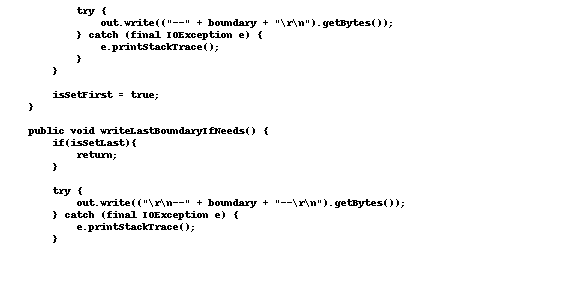 try {
out.write(("--" + boundary + "\r\n").getBytes());
} catch (final IOException e) {
e.printStackTrace();
}
}
isSetFirst = true;
}
public void writeLastBoundaryIfNeeds() {
if(isSetLast){
return;
}
try {
out.write(("\r\n--" + boundary + "--\r\n").getBytes());
} catch (final IOException e) {
e.printStackTrace();
}